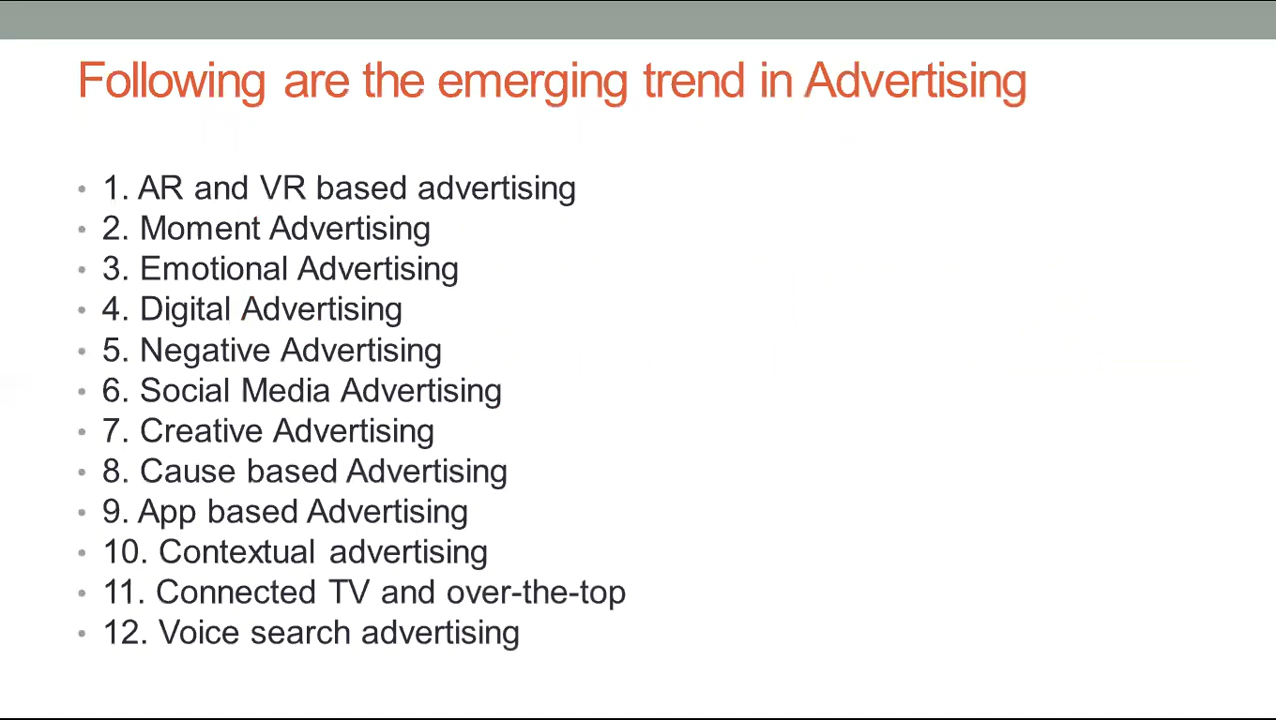 Following are the emerging trend in Advertising
• 1. AR and VR based advertising
• 2. Moment Advertising
• 3. Emotional Advertising
• 4. Digital Advertising
• 5. Negative Advertising
• 6. Social Media Advertising
• 7. Creative Advertising
• 8. Cause based Advertising
• 9. App based Advertising
• 10. Contextual advertising
• 11. Connected TV and over-the-top
• 12. Voice search advertising